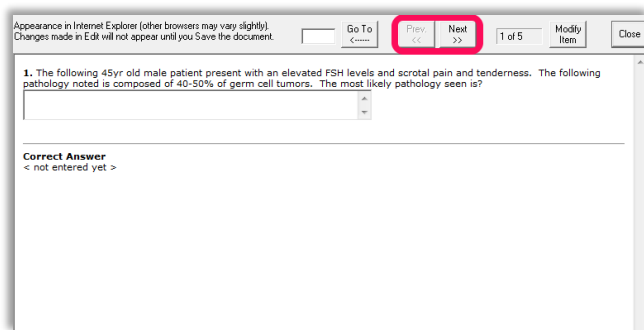 Appearance in Internet Explorer (other browsers may vary slightly).
Changes made in Edit will not appear until you Save the document.
Go To
<------
Prev.
<<
Next
>>
1 of 5
Modify
Item
Close
1. The following 45yr old male patient present with an elevated FSH levels and scrotal pain and tenderness. The following
pathology noted is composed of 40-50% of germ cell tumors. The most likely pathology seen is?
Correct Answer
< not entered yet >